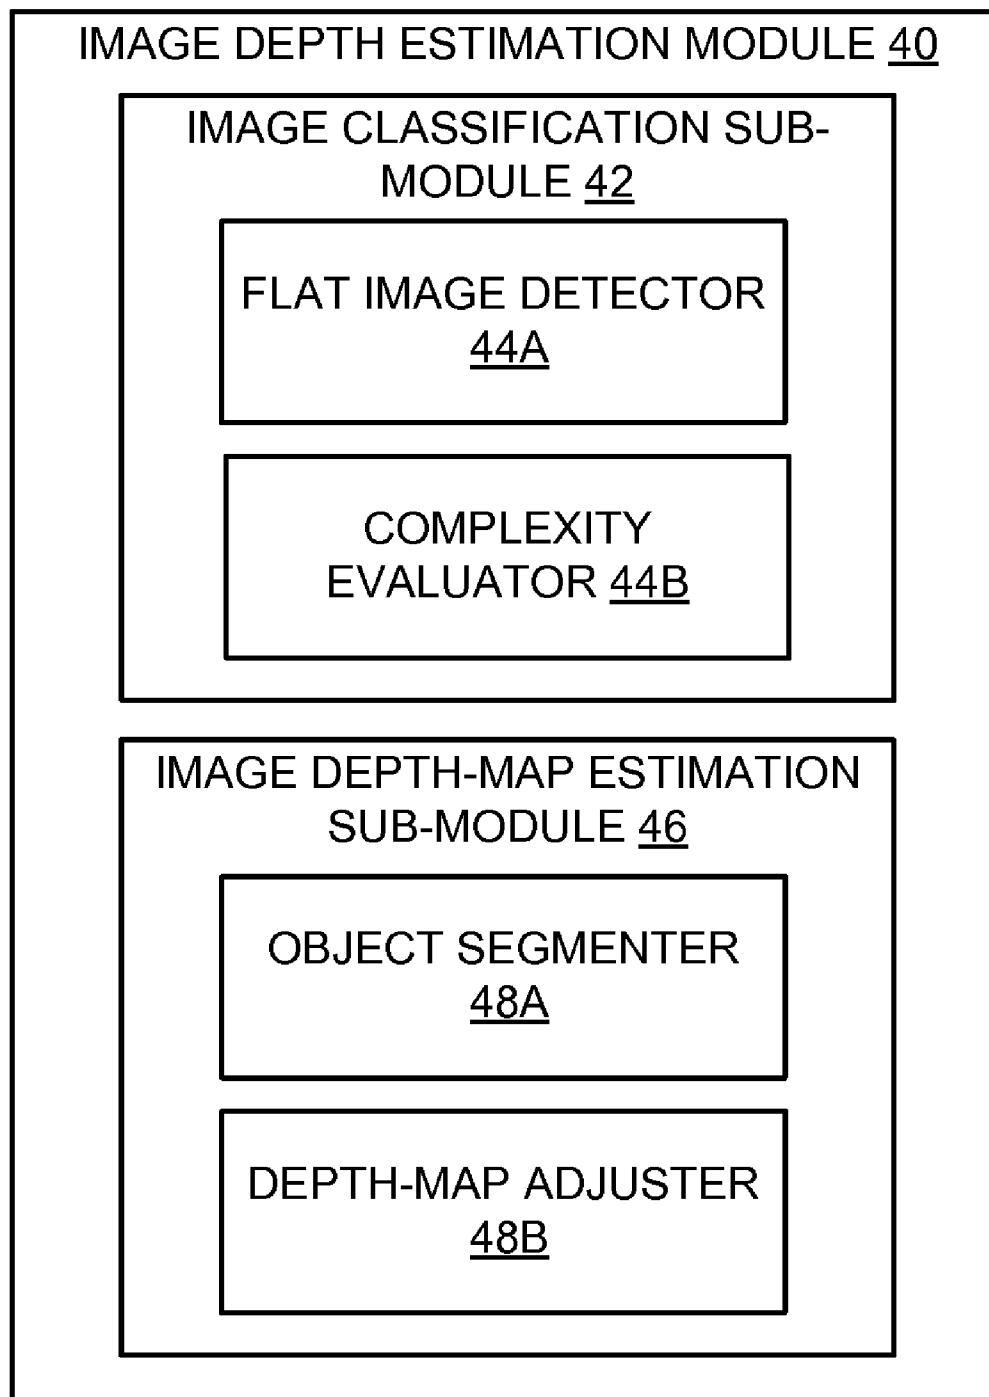 IMAGE DEPTH ESTIMATION MODULE 40
IMAGE CLASSIFICATION SUB-
MODULE 42
FLAT IMAGE DETECTOR
44A
COMPLEXITY
EVALUATOR 44B
IMAGE DEPTH-MAP ESTIMATION
SUB-MODULE 46
OBJECT SEGMENTER
48A
DEPTH-MAP ADJUSTER
48B